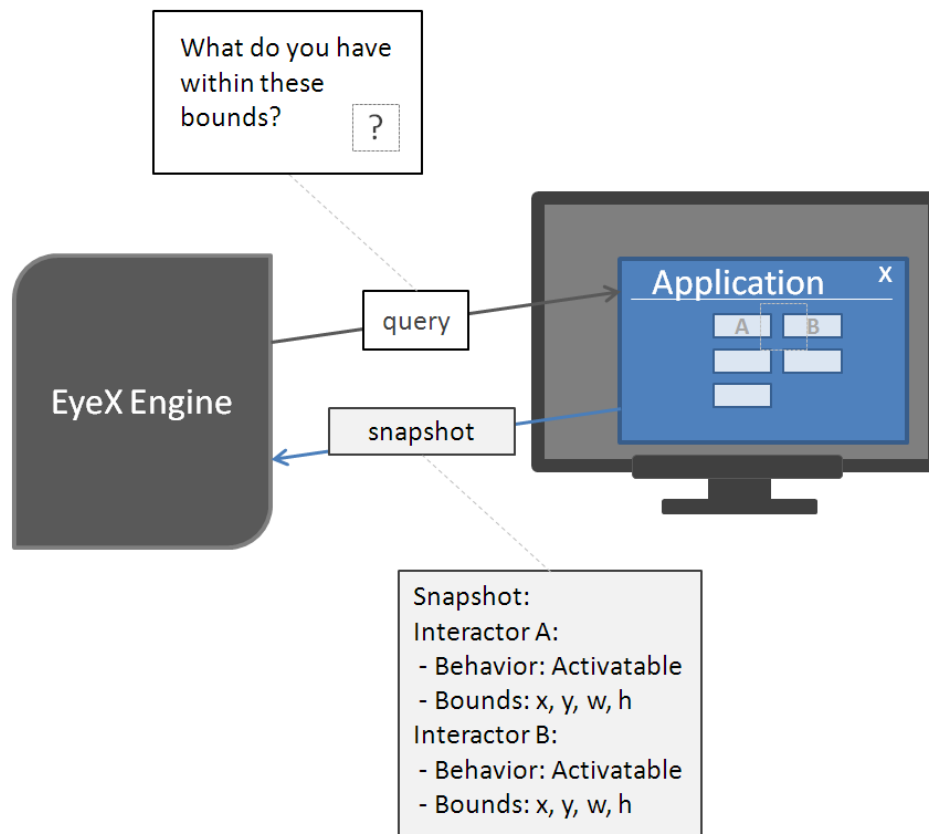 What do you have
within these
bounds?
?
Application
X
A
B
query
EyeX Engine
snapshot
Snapshot:
Interactor A:
- Behavior: Activatable
- Bounds: x, y, w, h
Interactor B:
- Behavior: Activatable
- Bounds: x, y, w, h